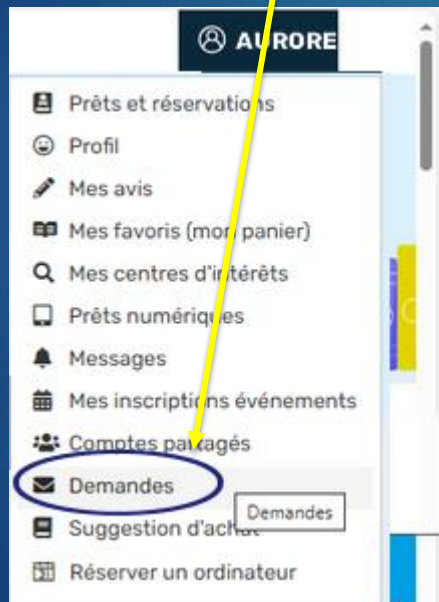 AURORE
Prêts et réservations
Profil
Mes avis
Mes favoris (mon panier)
Mes centres d'intérêts
Prêts numériques
Messages
Mes inscriptions événements
Comptes partagés
Demandes
Demandes
Suggestion d'achat
Réserver un ordinateur